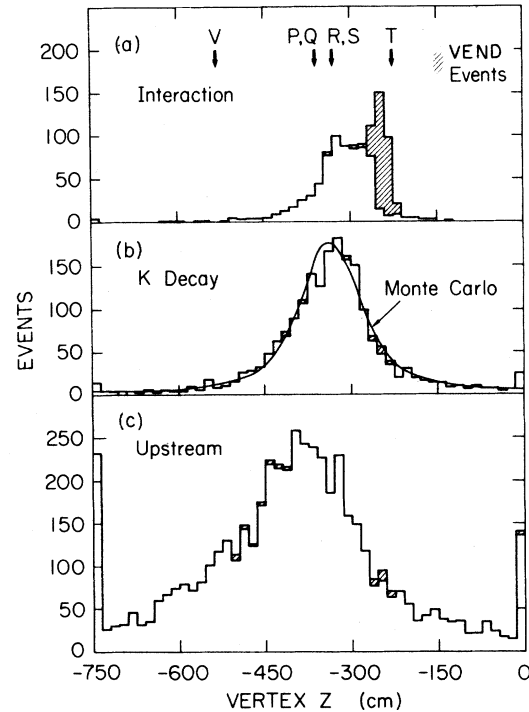 (a)
V
P,Q
R,S
T
VEND
Events
Interaction
200
150
100
50
0
(b)
K Decay
Monte Carlo
150
100
50
0
EVENTS
(c)
Upstream
250
200
150
100
50
0
-750
-600
-450
-300
-150
0
VERTEX Z (cm)